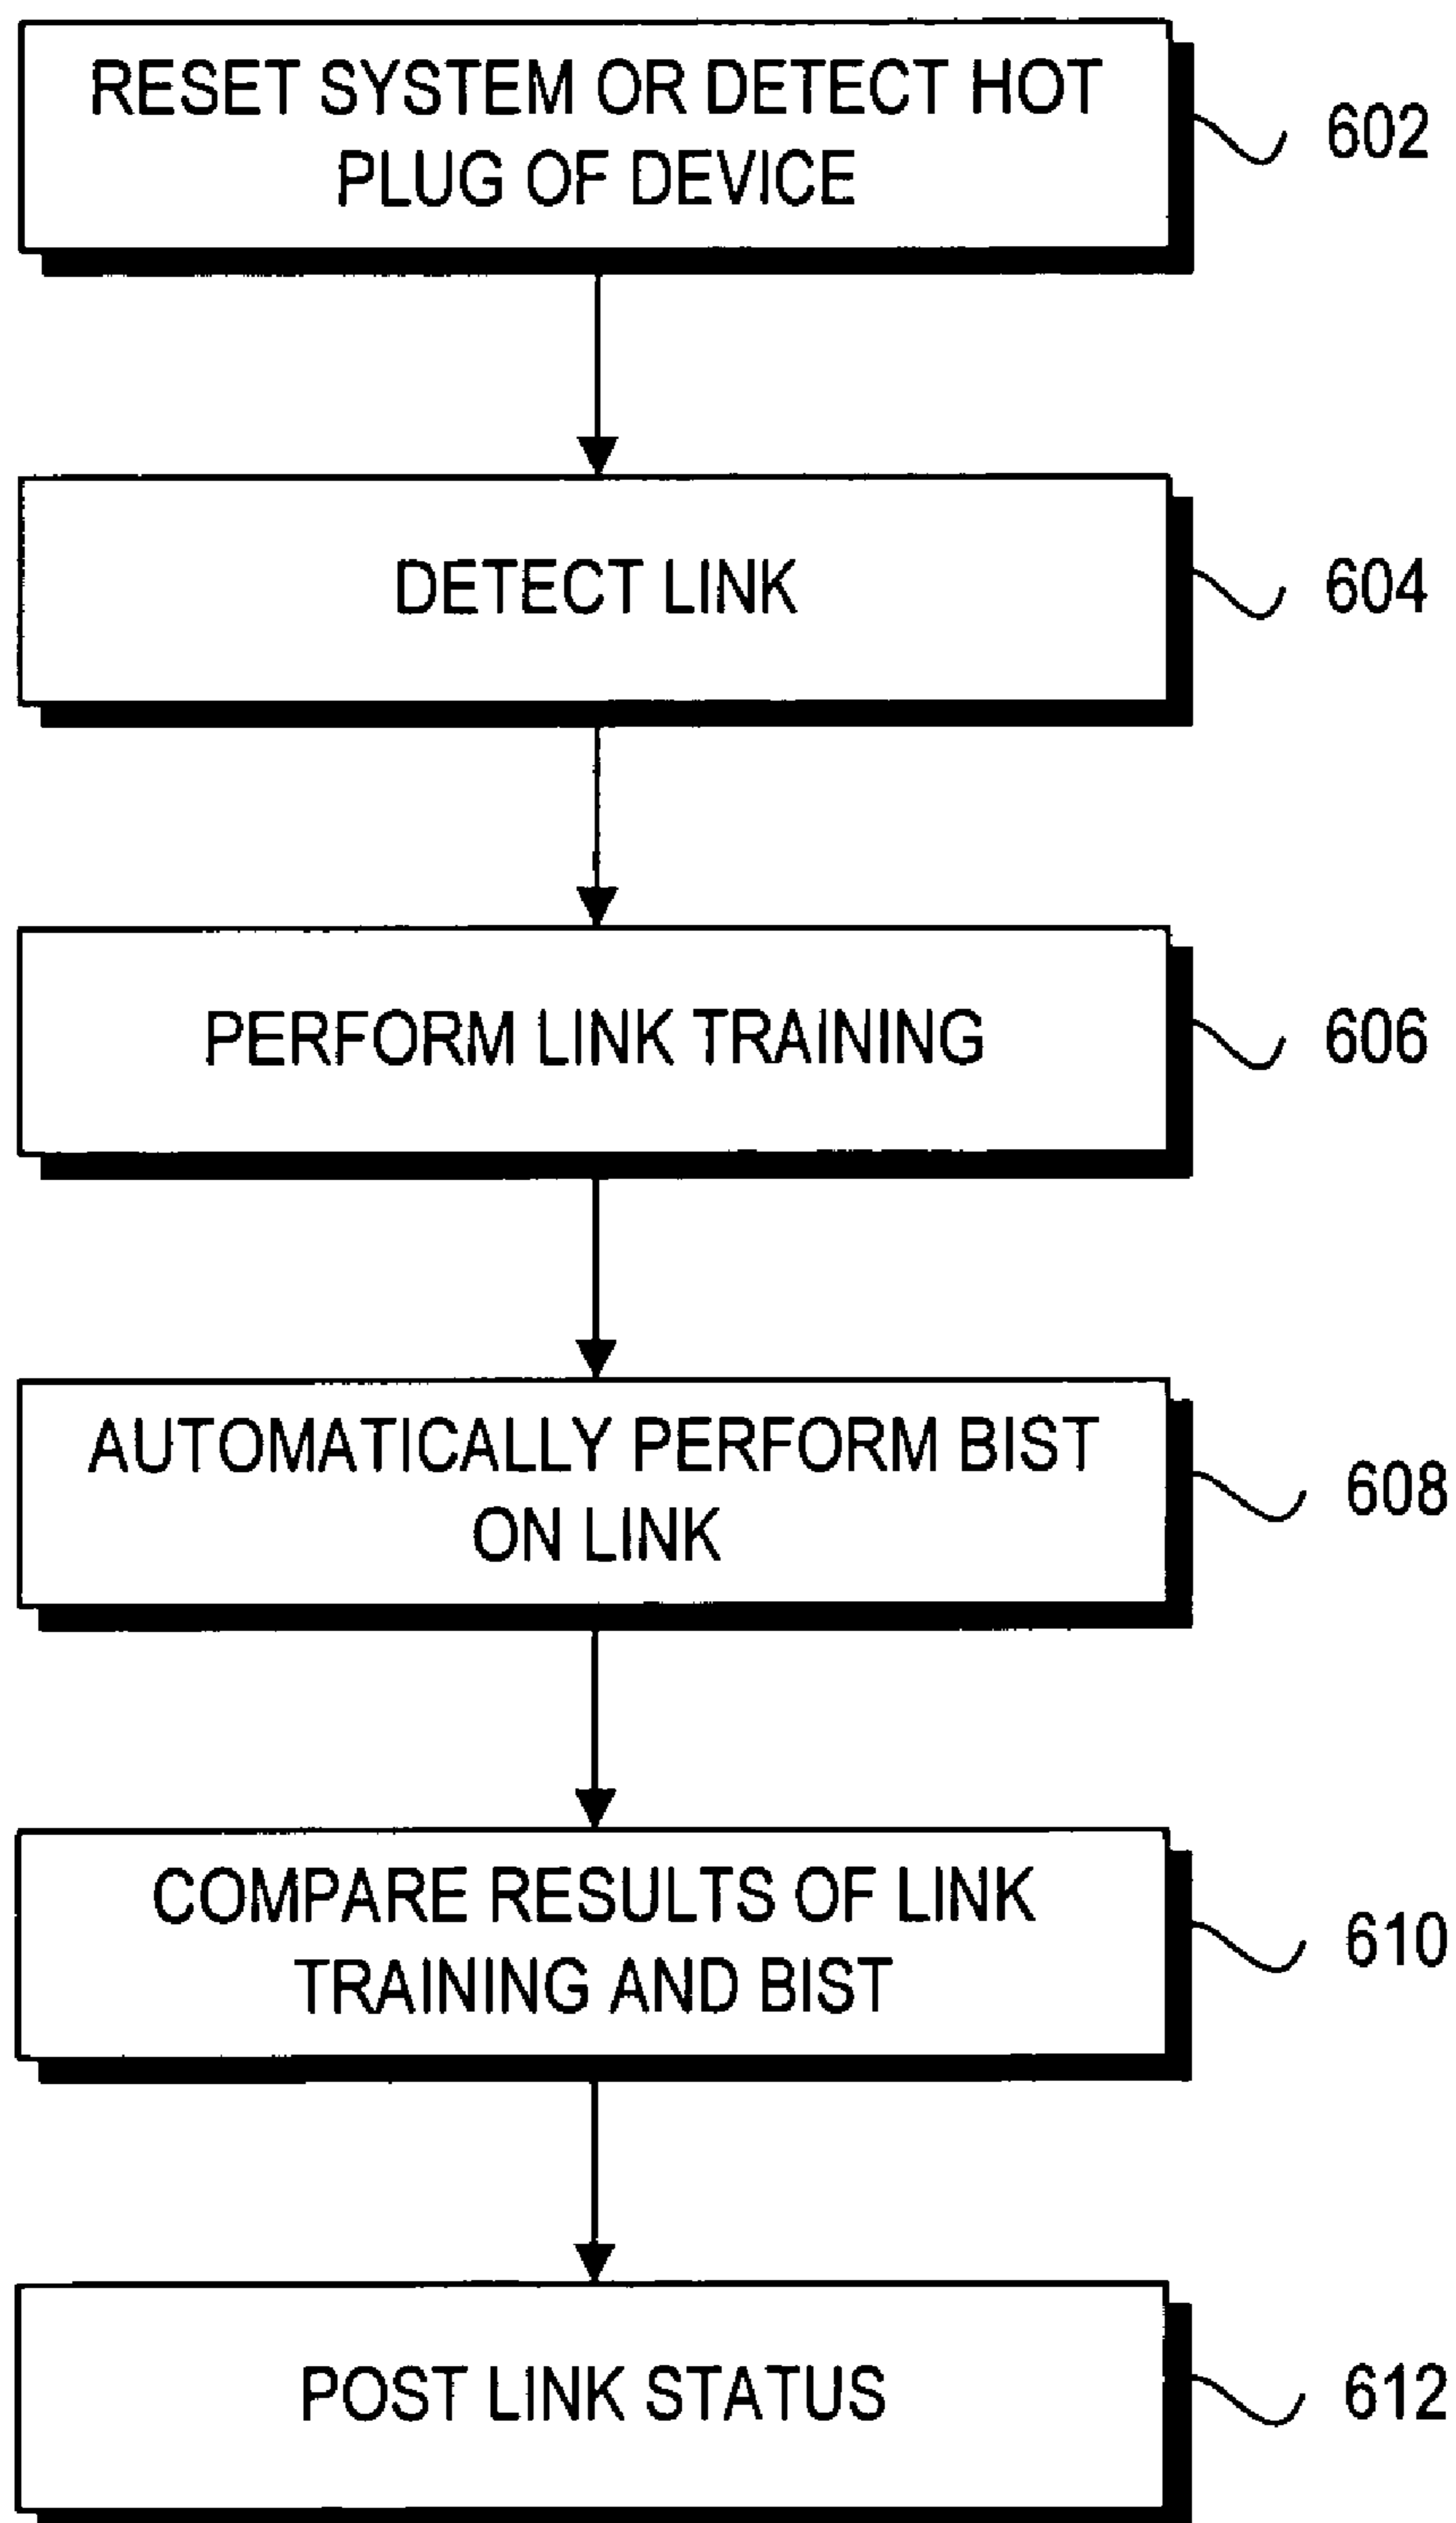 RESET SYSTEM OR DETECT HOT
PLUG OF DEVICE
602
DETECT LINK
604
PERFORM LINK TRAINING
606
AUTOMATICALLY PERFORM BIST
ON LINK
608
COMPARE RESULTS OF LINK
TRAINING AND BIST
610
POST LINK STATUS
612